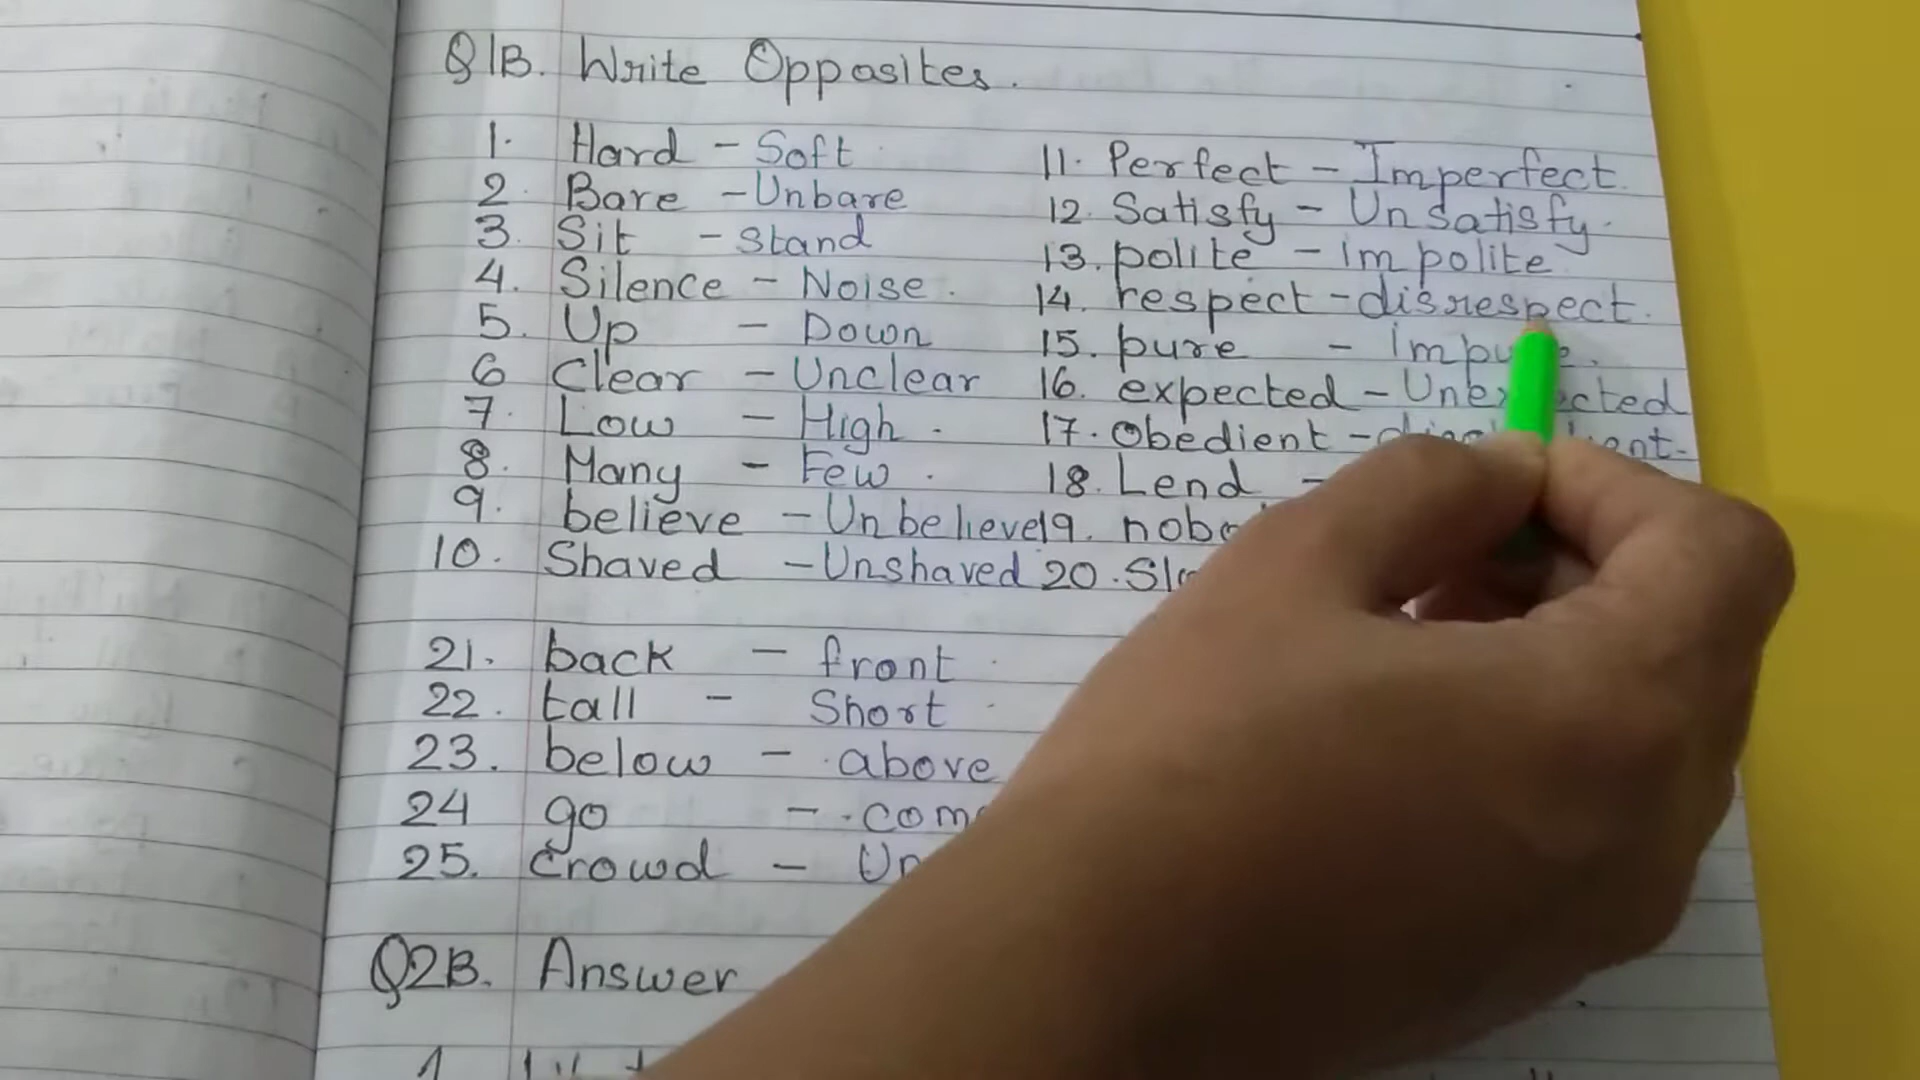 Q1B. Write Opposites.
1. Hard - Soft
2. Bare - Unbare
3. Sit - Stand
4. Silence - Noise.
5. Up - Down
6 Clear - Unclear
7. Low - High.
8. Many - Few.
9. believe - Unbelieve
10. Shaved - Unshaved
11. Perfect - Imperfect.
12. Satisfy - Unsatisfy.
13. polite - impolite
14. respect - disrespect.
15. pure -
16. expected -
17. Obedient -
18. Lend -
19.
20.
21. back - front
22. tall - Short
23. below - above
24 go -
25. Crowd -
Q2B. Answer
1